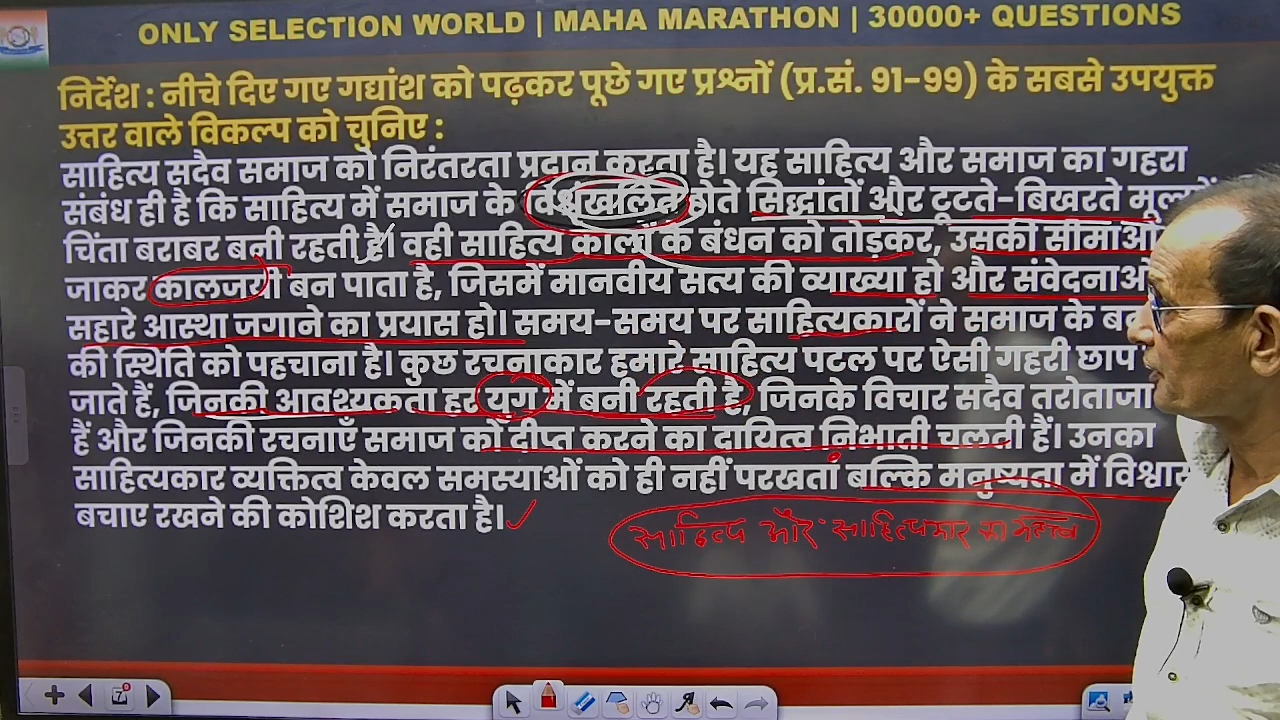 ONLY SELECTION WORLD | MAHA MARATHON | 30000+ QUESTIONS
निर्देश : नीचे दिए गए गद्यांश को पढ़कर पूछे गए प्रश्नों (प्र.सं. 91-99) के सबसे उपयुक्त
उत्तर वाले विकल्प को चुनिए :
साहित्य सदैव समाज को निरंतरता प्रदान करता है। यह साहित्य और समाज का गहरा
संबंध ही है कि साहित्य में समाज के विश्रृंखलित होते सिद्धांतों और टूटते-बिखरते
चिंता बराबर बनी रहती है। वही साहित्य कालों के बंधन को तोड़कर, उसकी सीमाओं
जाकर कालजयी बन पाता है, जिसमें मानवीय सत्य की व्याख्या हो और संवेदनाओं
सहारे आस्था जगाने का प्रयास हो। समय-समय पर साहित्यकारों ने समाज के
की स्थिति को पहचाना है। कुछ रचनाकार हमारे साहित्य पटल पर ऐसी गहरी छाप
जाते हैं, जिनकी आवश्यकता हर युग में बनी रहती है, जिनके विचार सदैव तरोताजा
हैं और जिनकी रचनाएँ समाज को दीप्त करने का दायित्व निभाती चलती हैं। उनका
साहित्यकार व्यक्तित्व केवल समस्याओं को ही नहीं परखता बल्कि मनुष्यता में विश्वास
बचाए रखने की कोशिश करता है।
साहित्य और साहित्यकार का महत्व